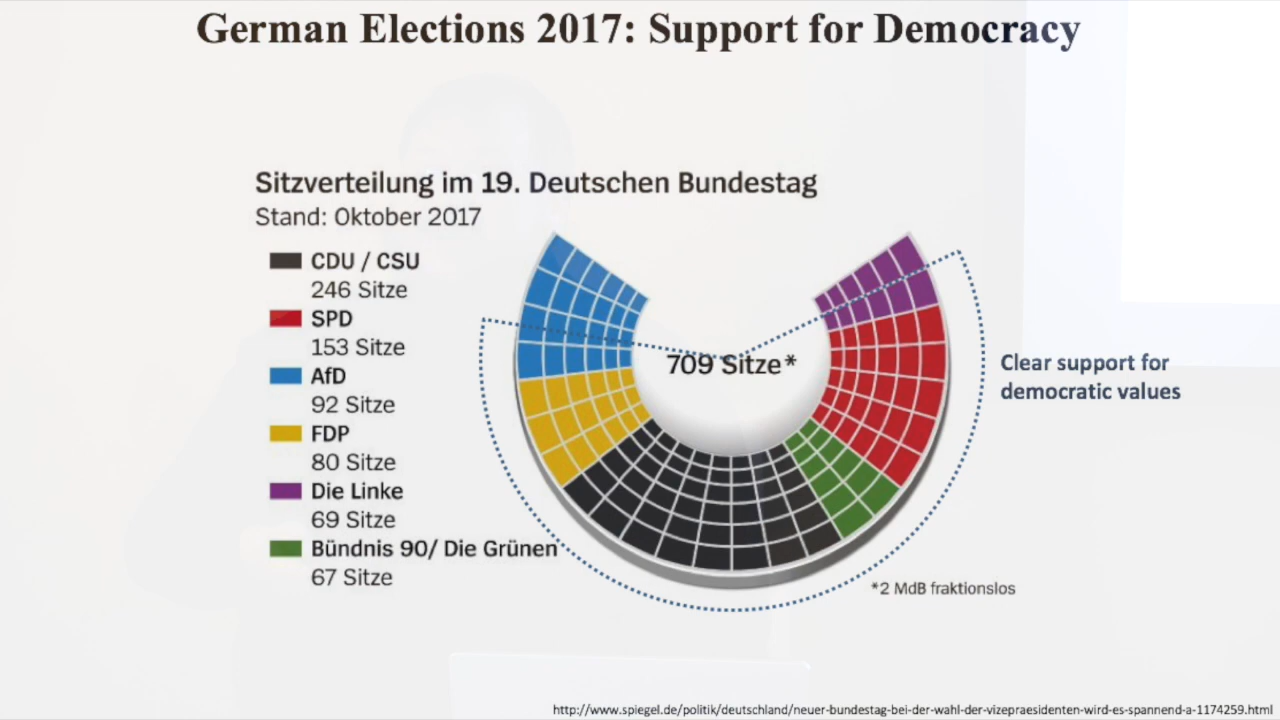 German Elections 2017: Support for Democracy
Sitzverteilung im 19. Deutschen Bundestag
Stand: Oktober 2017
CDU / CSU
246 Sitze
SPD
153 Sitze
AfD
92 Sitze
FDP
80 Sitze
Die Linke
69 Sitze
Bündnis 90/ Die Grünen
67 Sitze
709 Sitze*
Clear support for
democratic values
*2 MdB fraktionslos
http://www.spiegel.de/politik/deutschland/neuer-bundestag-bei-der-wahl-der-vizepraesidenten-wird-es-spannend-a-1174259.html